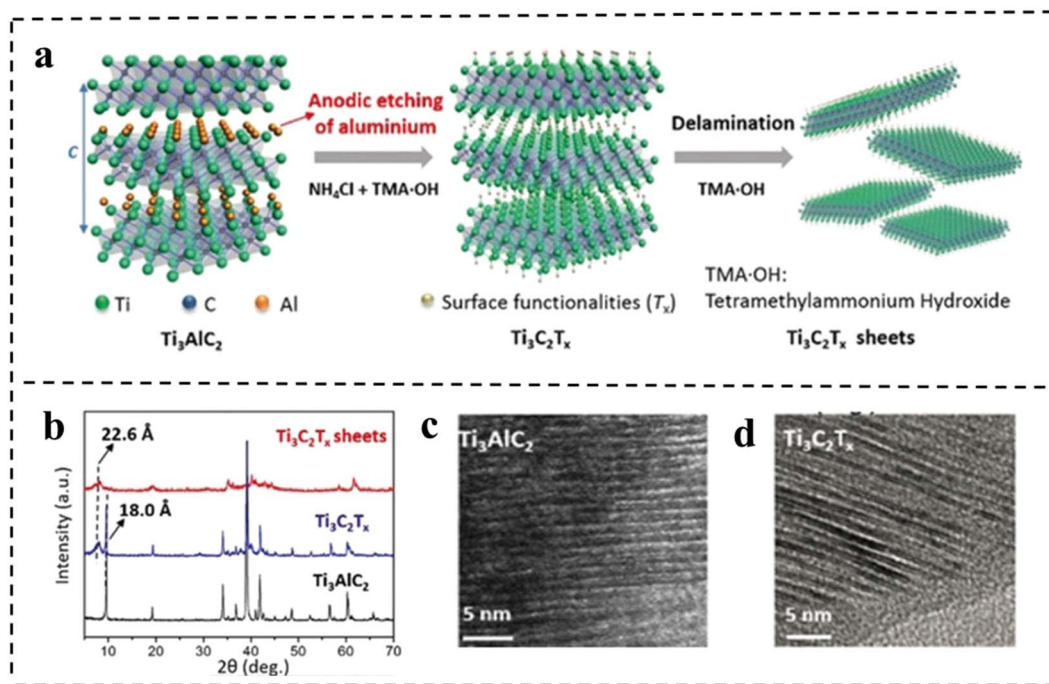 a
c
Anodic etching
of aluminium
NH₄Cl + TMA·OH
Delamination
TMA·OH
Ti C Al
Ti₃AlC₂
Surface functionalities (Tₓ)
Ti₃C₂Tₓ
TMA·OH:
Tetramethylammonium Hydroxide
Ti₃C₂Tₓ sheets
b
Intensity (a.u.)
22.6 Å
18.0 Å
Ti₃C₂Tₓ sheets
Ti₃C₂Tₓ
Ti₃AlC₂
10 20 30 40 50 60 70
2θ (deg.)
c
Ti₃AlC₂
5 nm
d
Ti₃C₂Tₓ
5 nm